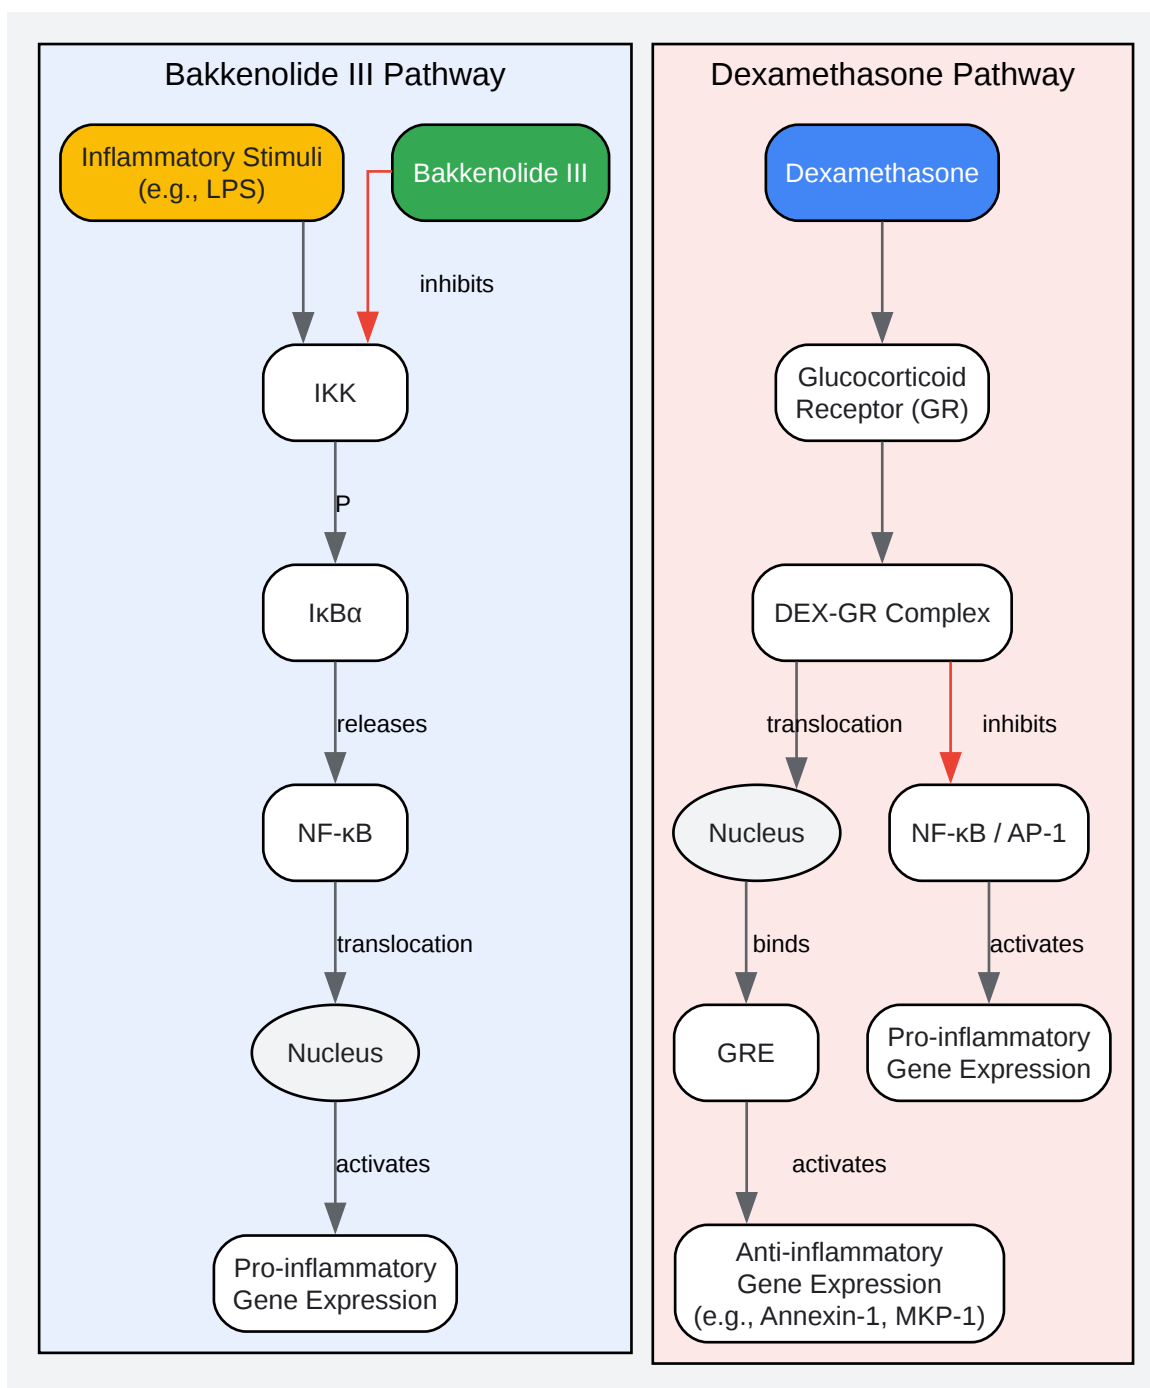 Bakkenolide III Pathway
Inflammatory Stimuli
(e.g., LPS)
Bakkenolide III
inhibits
IKK
P
IκBα
releases
NF-κB
translocation
Nucleus
activates
Pro-inflammatory
Gene Expression
Dexamethasone Pathway
Dexamethasone
Glucocorticoid
Receptor (GR)
DEX-GR Complex
translocation
inhibits
Nucleus
NF-κB / AP-1
binds
activates
GRE
Pro-inflammatory
Gene Expression
activates
Anti-inflammatory
Gene Expression
(e.g., Annexin-1, MKP-1)